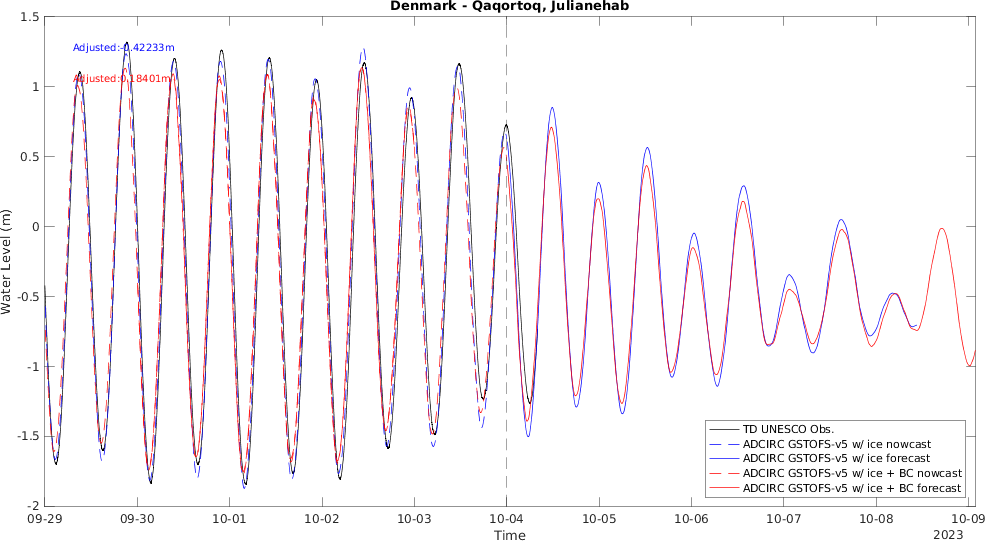 Denmark - Qaqortoq, Julianehab
Adjusted:-0.42233m
Adjusted:0.18401m
Water Level (m)
1.5
1
0.5
0
-0.5
-1
-1.5
-2
TD UNESCO Obs.
ADCIRC GSTOFS-v5 w/ ice nowcast
ADCIRC GSTOFS-v5 w/ ice forecast
ADCIRC GSTOFS-v5 w/ ice + BC nowcast
ADCIRC GSTOFS-v5 w/ ice + BC forecast
09-29 09-30 10-01 10-02 10-03 10-04 10-05 10-06 10-07 10-08 10-09
Time
2023